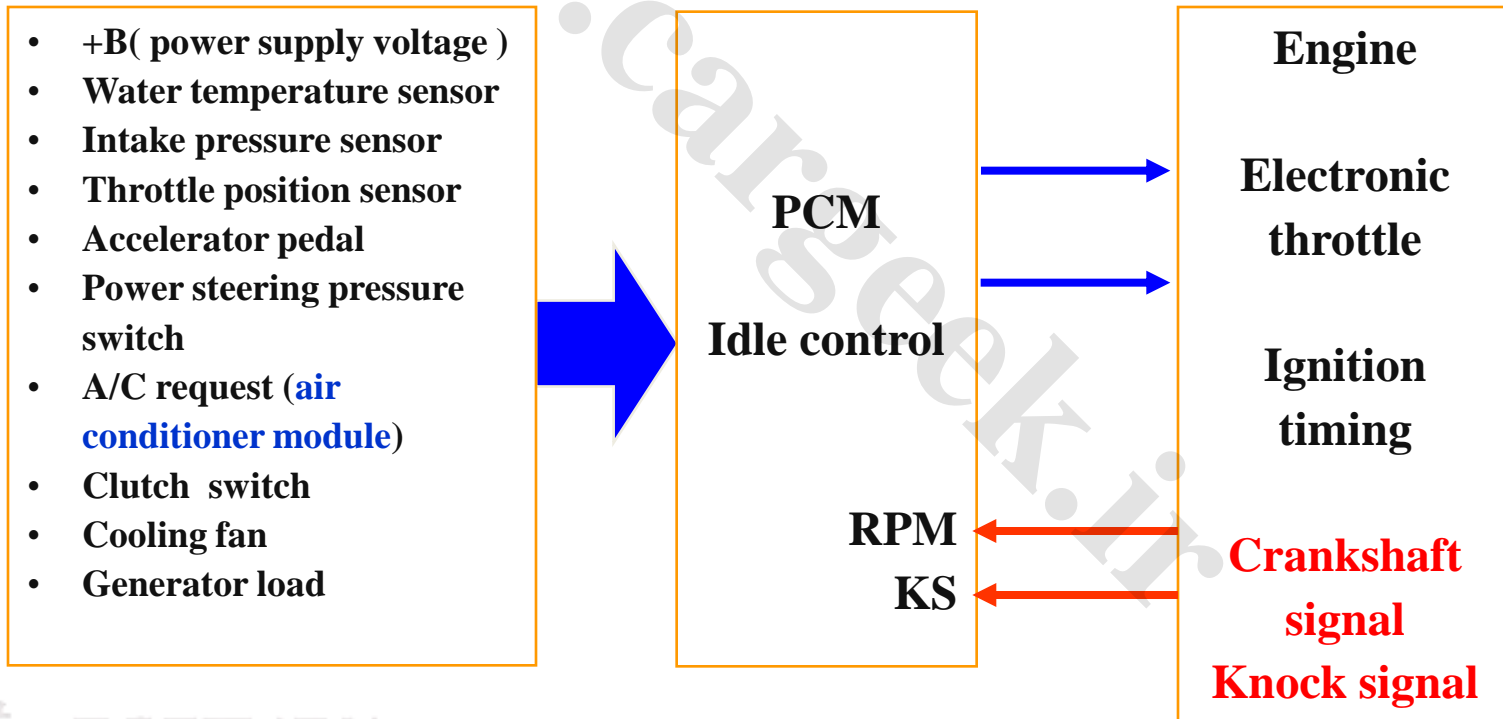 • +B( power supply voltage )
• Water temperature sensor
• Intake pressure sensor
• Throttle position sensor
• Accelerator pedal
• Power steering pressure
switch
• A/C request (air
conditioner module)
• Clutch switch
• Cooling fan
• Generator load
PCM
Idle control
RPM
KS
Engine
Electronic
throttle
Ignition
timing
Crankshaft
signal
Knock signal
.cargeek.ir